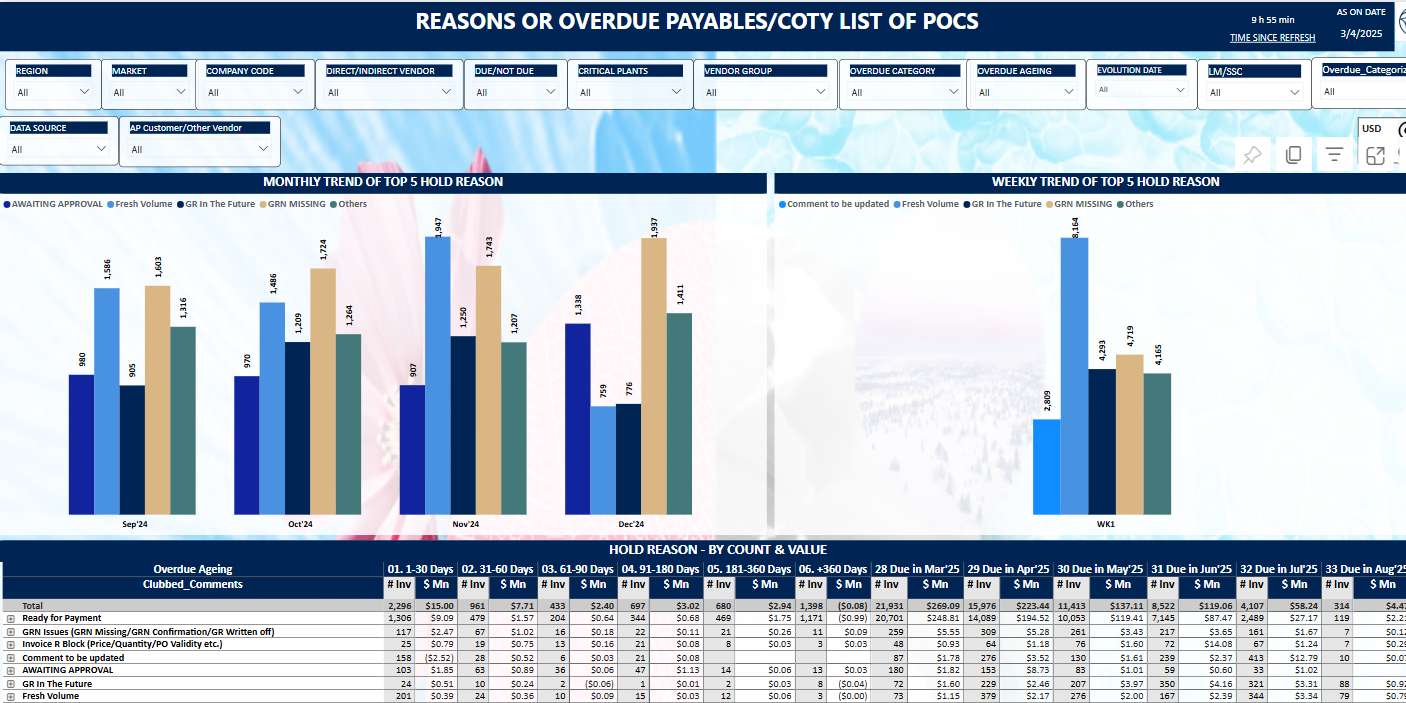 REASONS OR OVERDUE PAYABLES/COTY LIST OF POCS
9 h 55 min
TIME SINCE REFRESH
AS ON DATE
3/4/2025
REGION MARKET COMPANY CODE DIRECT/INDIRECT VENDOR DUE/NOT DUE CRITICAL PLANTS VENDOR GROUP OVERDUE CATEGORY OVERDUE AGEING EVOLUTION DATE LM/SSC
All All All All All All All All All All All All
DATA SOURCE AP Customer/Other Vendor
All All
USD
MONTHLY TREND OF TOP 5 HOLD REASON
AWAITING APPROVAL Fresh Volume GR In The Future GRN MISSING Others
980 1,586 905 1,603 1,316
970 1,486 1,209 1,724 1,264
907 1,947 1,250 1,743 1,207
1,338 759 776 1,937 1,411
Sep'24 Oct'24 Nov'24 Dec'24
WEEKLY TREND OF TOP 5 HOLD REASON
Comment to be updated Fresh Volume GR In The Future GRN MISSING Others
2,809 8,164 4,293 4,719 4,165
WK1
HOLD REASON - BY COUNT & VALUE
Overdue Ageing 01. 1-30 Days 02. 31-60 Days 03. 61-90 Days 04. 91-180 Days 05. 181-360 Days 06. +360 Days 28 Due in Mar'25 29 Due in Apr'25 30 Due in May'25 31 Due in Jun'25 32 Due in Jul'25 33 Due in Aug'25
Clubbed_Comments # Inv $ Mn # Inv $ Mn # Inv $ Mn # Inv $ Mn # Inv $ Mn # Inv $ Mn # Inv $ Mn # Inv $ Mn # Inv $ Mn # Inv $ Mn # Inv $ Mn # Inv $ Mn
Total 2,296 $15.00 961 $7.71 433 $2.40 697 $3.02 680 $2.94 1,398 ($0.08) 21,931 $269.09 15,976 $223.44 11,413 $137.11 8,522 $119.06 4,107 $58.24 314
Ready for Payment 1,306 $9.09 479 $1.57 204 $0.64 344 $0.68 469 $1.75 1,171 ($0.99) 20,701 $248.81 14,089 $194.52 10,053 $119.41 7,145 $87.47 2,489 $27.17 119
GRN Issues (GRN Missing/GRN Confirmation/GR Written off) 117 $2.47 67 $1.02 16 $0.18 22 $0.11 21 $0.26 11 $0.09 259 $5.55 309 $5.28 261 $3.43 217 $3.65 161 $1.67 7
Invoice R Block (Price/Quantity/PO Validity etc.) 25 $0.79 19 $0.75 13 $0.16 21 $0.08 8 $0.03 3 $0.03 48 $0.93 64 $1.18 76 $1.60 72 $14.08 67 $1.24 7
Comment to be updated 158 ($2.52) 28 $0.52 6 $0.03 21 $0.08 87 $1.78 276 $3.52 130 $1.61 239 $2.37 413 $12.79 10
AWAITING APPROVAL 103 $1.85 63 $0.89 36 $0.06 47 $1.13 14 $0.06 13 $0.03 180 $1.82 153 $8.73 83 $1.01 59 $0.60 33 $1.02
GR In The Future 24 $0.51 10 $0.24 2 ($0.06) 1 $0.01 2 $0.03 8 ($0.04) 72 $1.60 229 $2.46 207 $3.97 350 $4.16 321 $3.31 88
Fresh Volume 201 $0.39 24 $0.36 10 $0.09 15 $0.03 12 $0.06 3 ($0.00) 73 $1.15 379 $2.17 276 $2.00 167 $2.39 344 $3.34 79